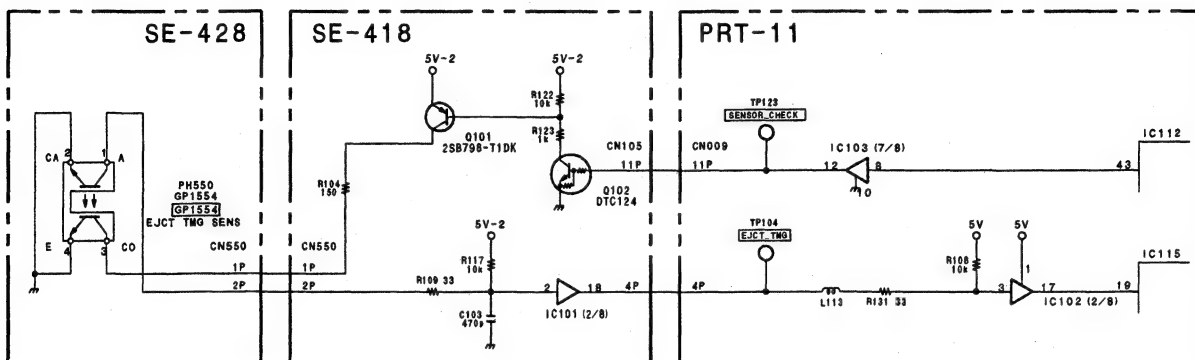 SE-428
SE-418
PRT-11
5V-2
5V-2
R122
10k
R123
1k
Q101
2SB798-T1DK
TP123
SENSOR_CHECK
CN105
CN009
IC103 (7/8)
IC112
11P
11P
12
8
43
10
Q102
DTC124
CA
2
1
A
PH550
GP1554
GP1554
EJCT TMG SENS
E
4
3
CO
R104
150
CN550
CN550
1P
1P
2P
2P
5V-2
R117
10k
R109 33
C103
470p
2
18
IC101 (2/8)
4P
4P
TP104
EJCT_TMG
5V
5V
R108
10k
L113
R131 33
1
3
17
IC102 (2/8)
19
IC115